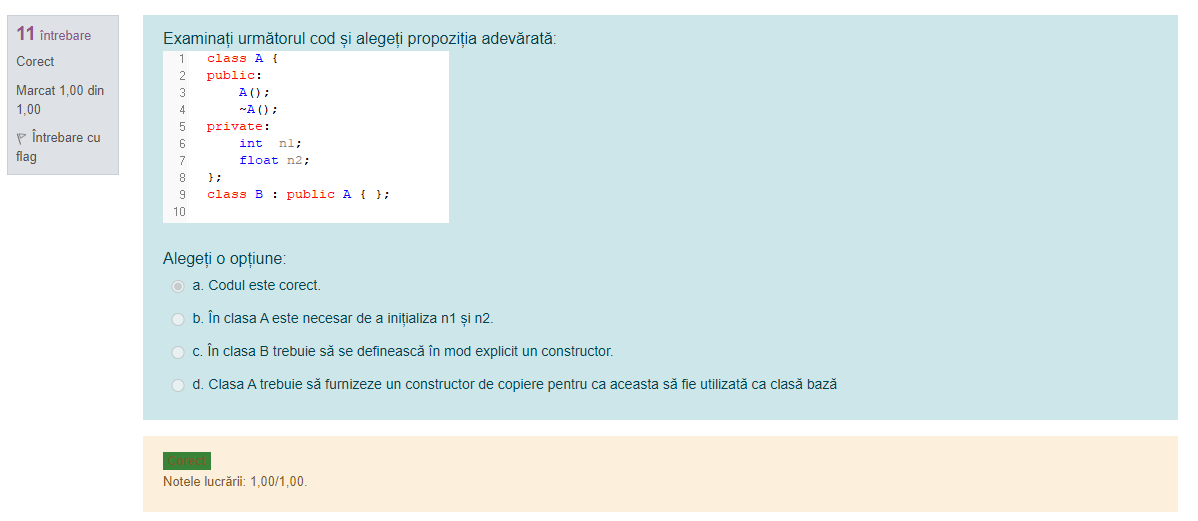 11 întrebare
Corect
Marcat 1,00 din
1,00
Întrebare cu
flag
Examinați următorul cod și alegeți propoziția adevărată:
1 class A {
2 public:
3 A();
4 ~A();
5 private:
6 int n1;
7 float n2;
8 };
9 class B : public A { };
10
Alegeți o opțiune:
a. Codul este corect.
b. În clasa A este necesar de a inițializa n1 și n2.
c. În clasa B trebuie să se definească în mod explicit un constructor.
d. Clasa A trebuie să furnizeze un constructor de copiere pentru ca aceasta să fie utilizată ca clasă bază
Corect
Notele lucrării: 1,00/1,00.